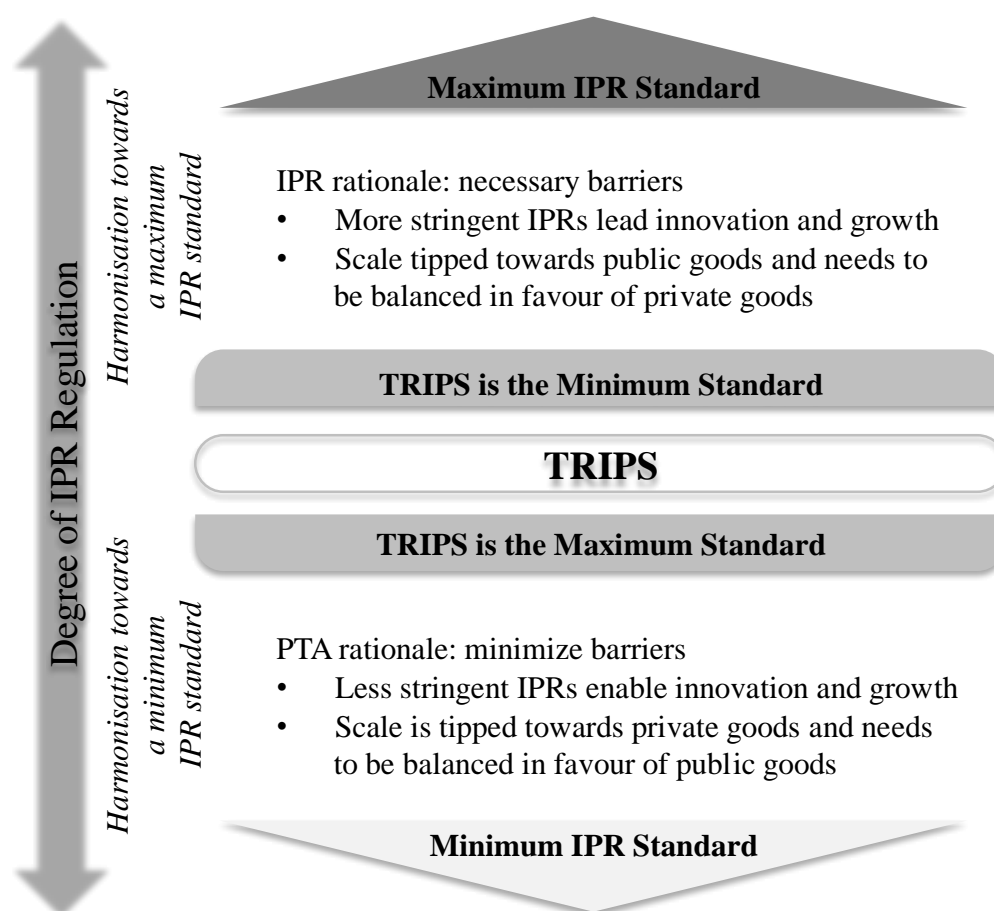 Degree of IPR Regulation
Harmonisation towards
a maximum
IPR standard
Maximum IPR Standard
IPR rationale: necessary barriers
• More stringent IPRs lead innovation and growth
• Scale tipped towards public goods and needs to
be balanced in favour of private goods
TRIPS is the Minimum Standard
TRIPS
TRIPS is the Maximum Standard
Harmonisation towards
a minimum
IPR standard
PTA rationale: minimize barriers
• Less stringent IPRs enable innovation and growth
• Scale is tipped towards private goods and needs
to be balanced in favour of public goods
Minimum IPR Standard